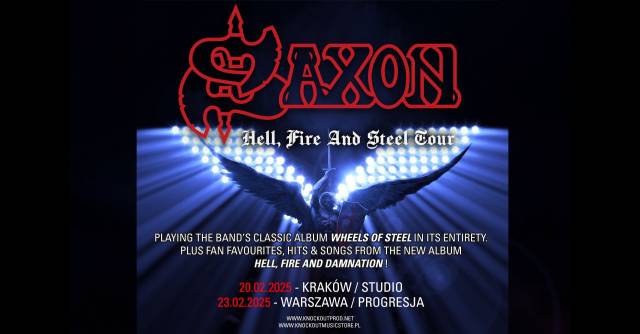 SAXON
Hell, Fire And Steel Tour
PLAYING THE BAND'S CLASSIC ALBUM WHEELS OF STEEL IN ITS ENTIRETY.
PLUS FAN FAVOURITES, HITS & SONGS FROM THE NEW ALBUM
HELL, FIRE AND DAMNATION !
20.02.2025 - KRAKÓW / STUDIO
23.02.2025 - WARSZAWA / PROGRESJA
WWW.KNOCKOUTPROD.NET
WWW.KNOCKOUTMUSICSTORE.PL